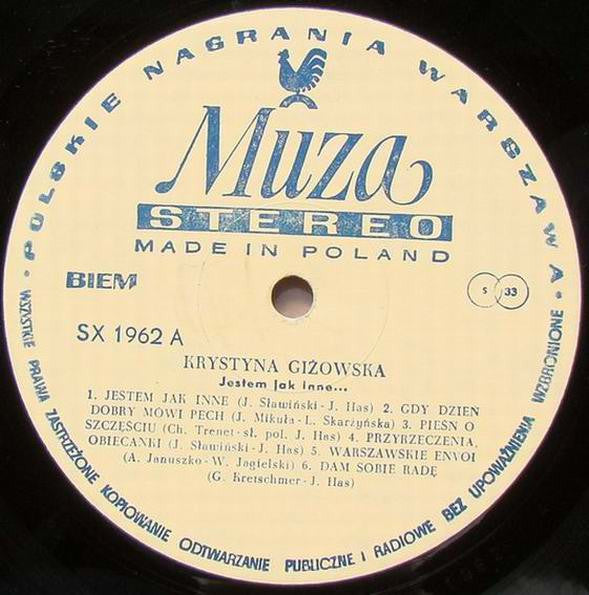 POLSKIE NAGRANIA WARSZAWA
Muza
STEREO
MADE IN POLAND
BIEM
S 33
SX 1962 A
KRYSTYNA GIŻOWSKA
Jestem jak inne...
1. JESTEM JAK INNE (J. Sławiński - J. Has) 2. GDY DZIEN
DOBRY MÓWI PECH (J. Mikuła - L. Skarżyńska) 3. PIEŚN O
SZCZĘŚCIU (Ch. Trenet - sł. pol. J. Has) 4. PRZYRZECZENIA,
OBIECANKI (J. Sławiński - J. Has) 5. WARSZAWSKIE ENVOI
(A. Januszko - W. Jagielski) 6. DAM SOBIE RADĘ
(G. Kretschmer - J. Has)
WSZYSTKIE PRAWA ZASTRZEŻONE KOPIOWANIE ODTWARZANIE PUBLICZNE I RADIOWE BEZ UPOWAŻNIENIA WZBRONIONE